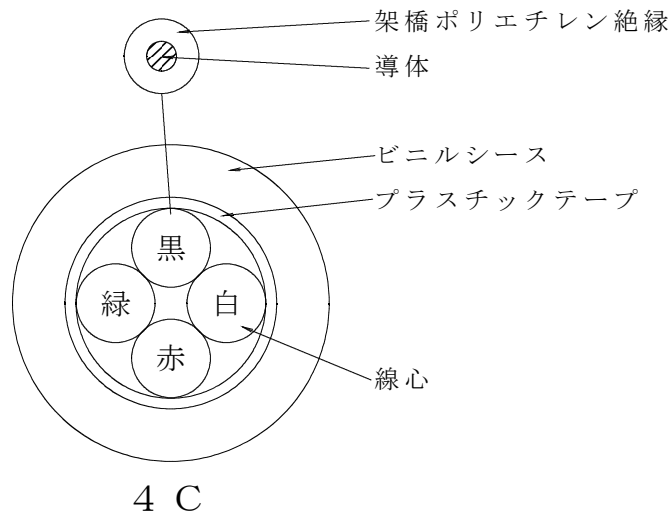 架橋ポリエチレン絶縁
導体
ビニルシース
プラスチックテープ
黒
緑
白
赤
線心
4 C